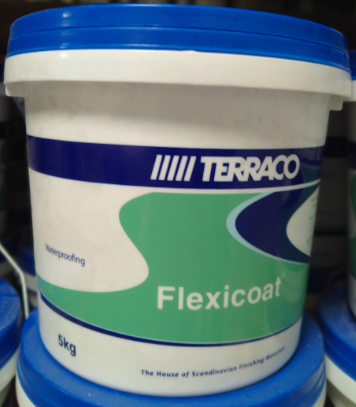 TERRACO
Waterproofing
Flexicoat
5kg
The House of Scandinavian Finishing Materials